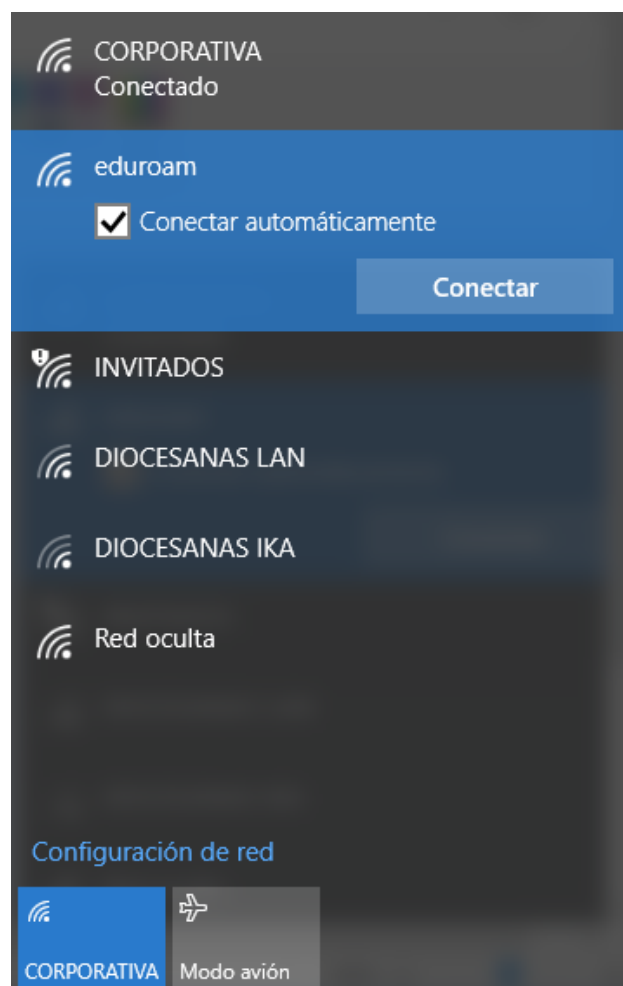 CORPORATIVA
Conectado
eduroam
Conectar automáticamente
Conectar
INVITADOS
DIOCESANAS LAN
DIOCESANAS IKA
Red oculta
Configuración de red
CORPORATIVA
Modo avión